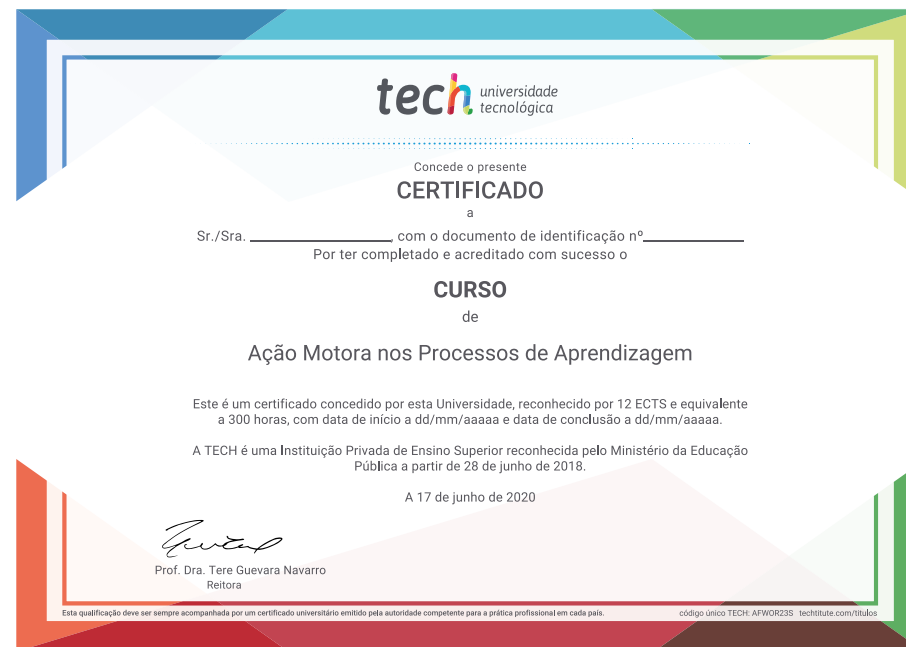 tech universidade
tecnológica
Concede o presente
CERTIFICADO
a
Sr./Sra. ____________________, com o documento de identificação nº______________
Por ter completado e acreditado com sucesso o
CURSO
de
Ação Motora nos Processos de Aprendizagem
Este é um certificado concedido por esta Universidade, reconhecido por 12 ECTS e equivalente
a 300 horas, com data de início a dd/mm/aaaaa e data de conclusão a dd/mm/aaaaa.
A TECH é uma Instituição Privada de Ensino Superior reconhecida pelo Ministério da Educação
Pública a partir de 28 de junho de 2018.
A 17 de junho de 2020
Prof. Dra. Tere Guevara Navarro
Reitora
Esta qualificação deve ser sempre acompanhada por um certificado universitário emitido pela autoridade competente para a prática profissional em cada país.
código único TECH: AFWOR23S techtitute.com/titulos